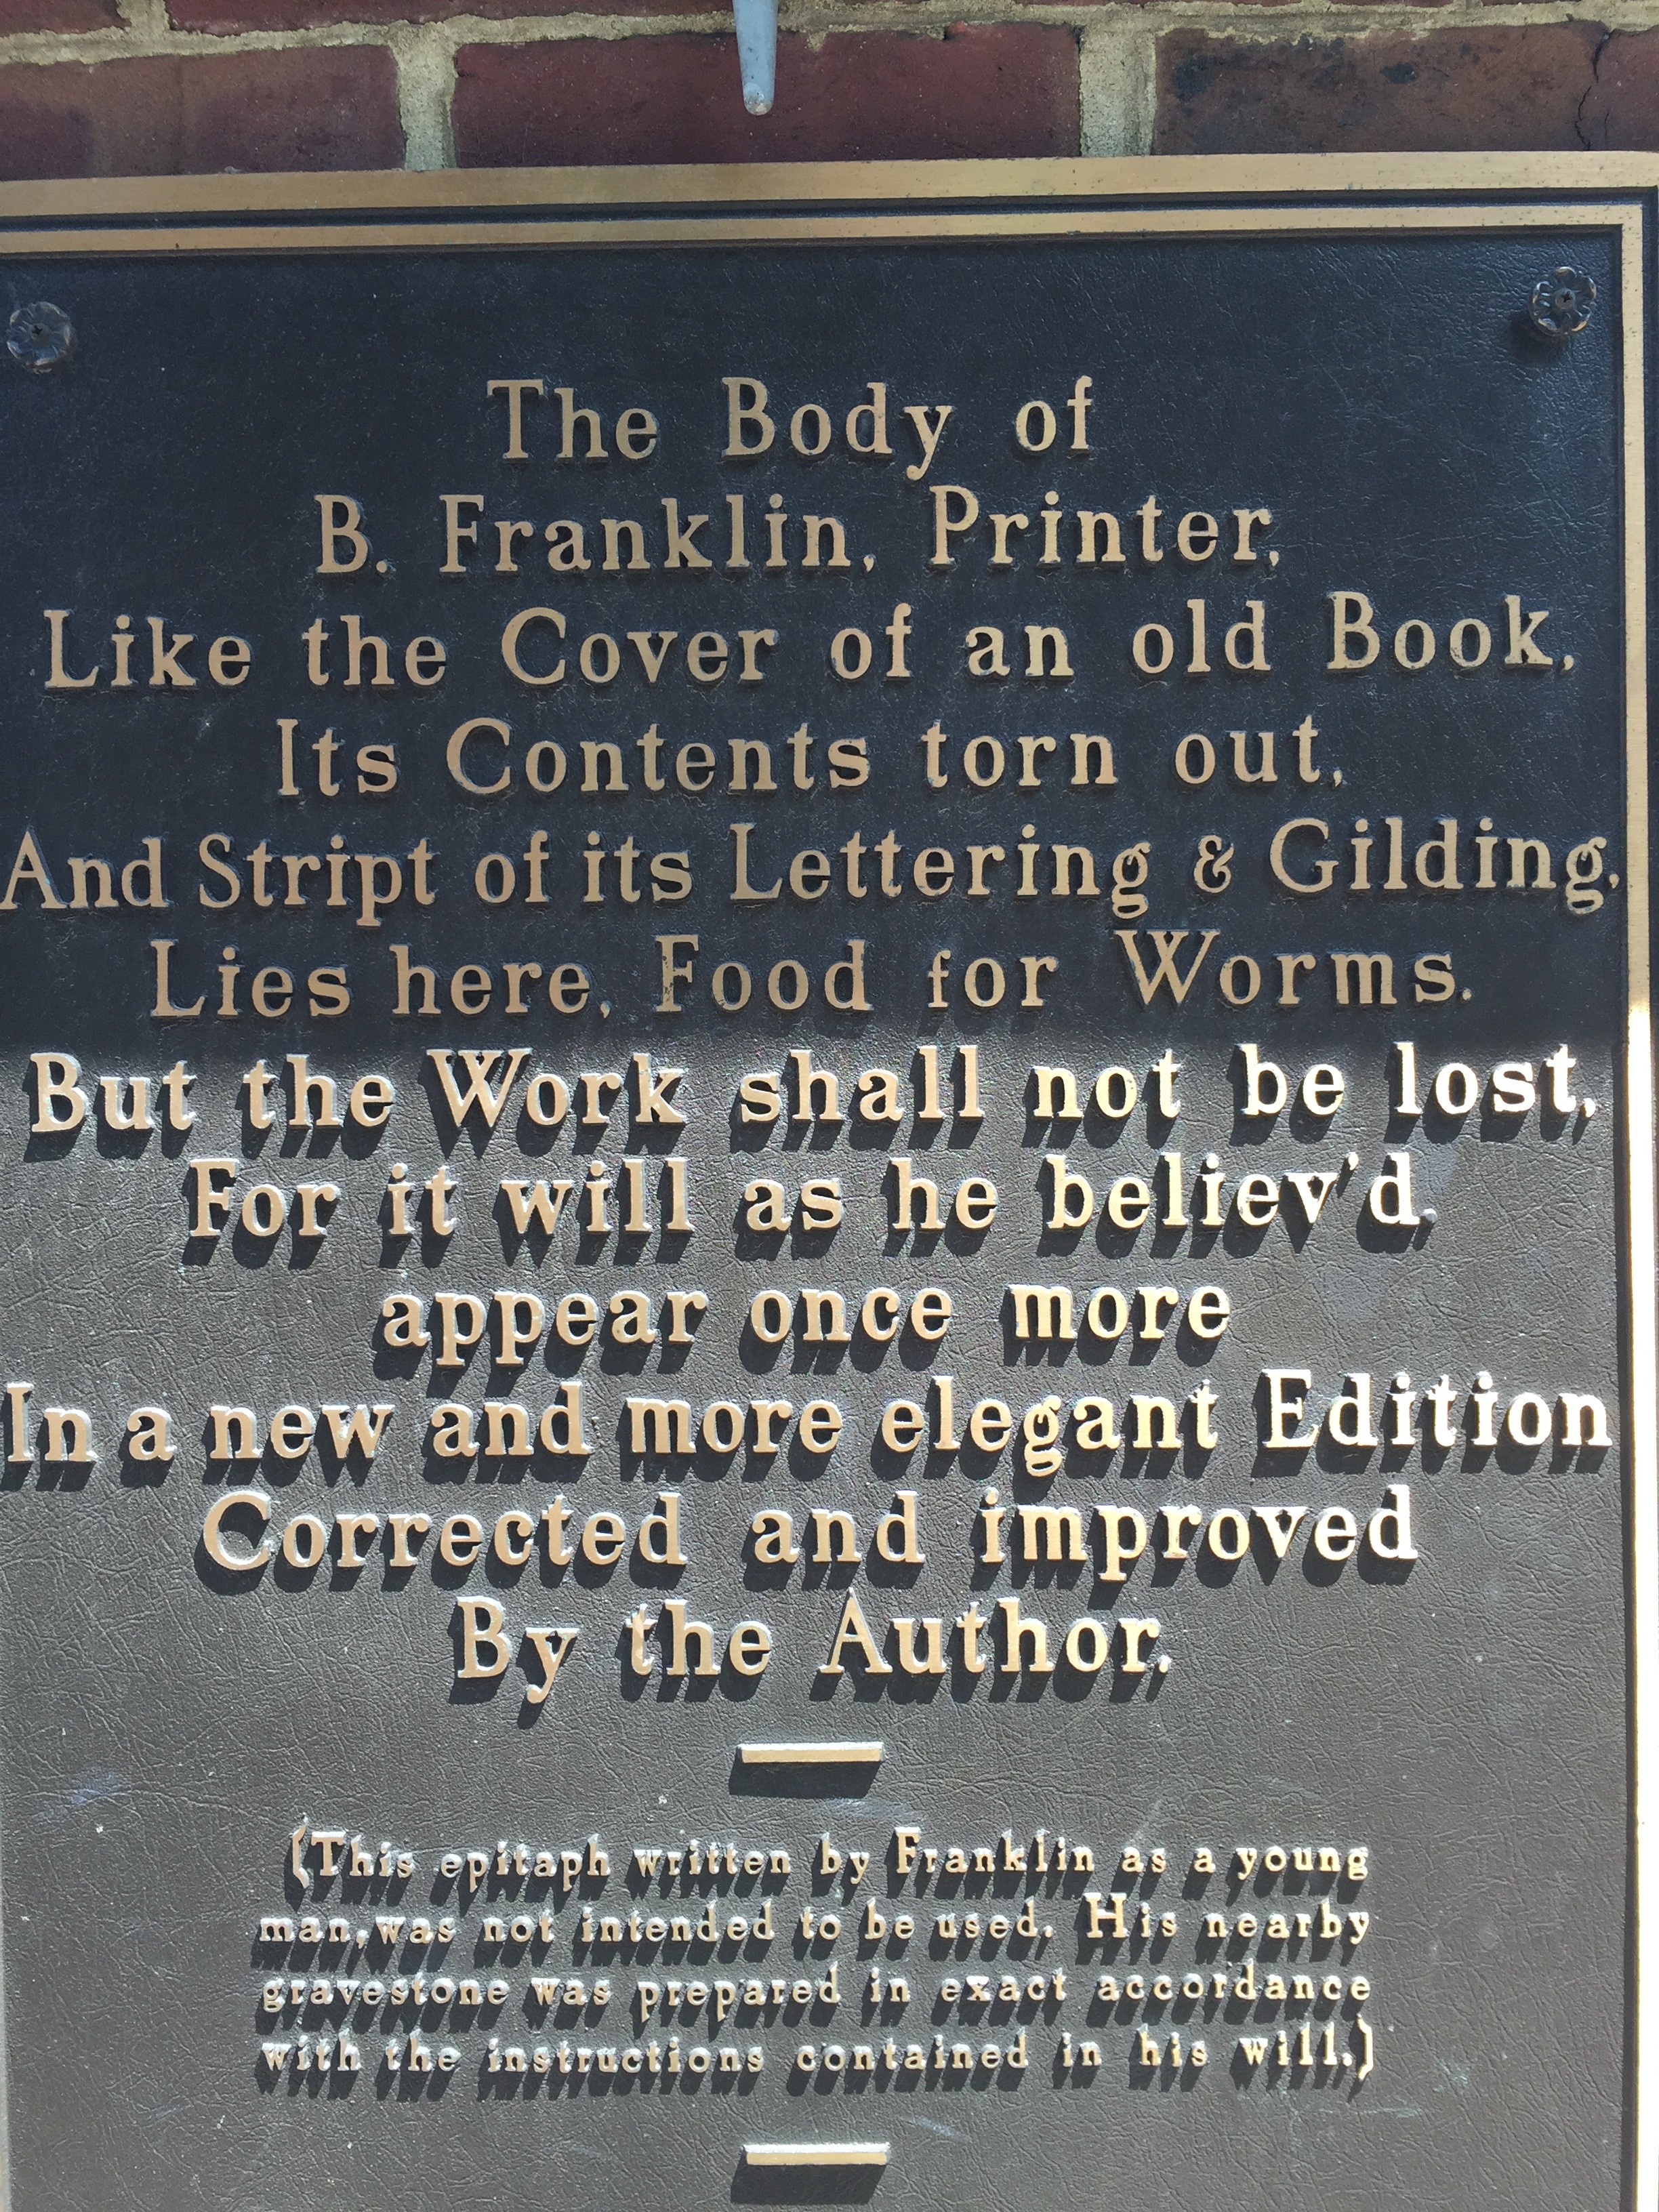 The Body of
B. Franklin, Printer,
Like the Cover of an old Book,
Its Contents torn out,
And Stript of its Lettering & Gilding,
Lies here, Food for Worms.
But the Work shall not be lost,
For it will as he believ'd,
appear once more
In a new and more elegant Edition
Corrected and improved
By the Author.
(This epitaph written by Franklin as a young
man, was not intended to be used. His nearby
gravestone was prepared in exact accordance
with the instructions contained in his will.)